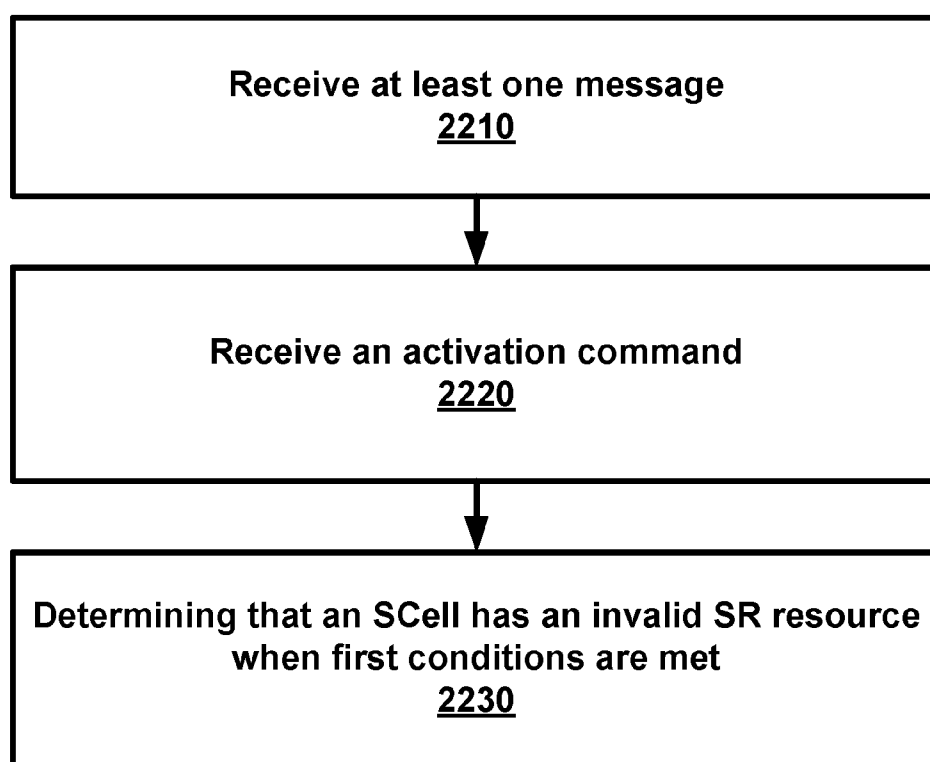 Receive at least one message
2210
Receive an activation command
2220
Determining that an SCell has an invalid SR resource
when first conditions are met
2230